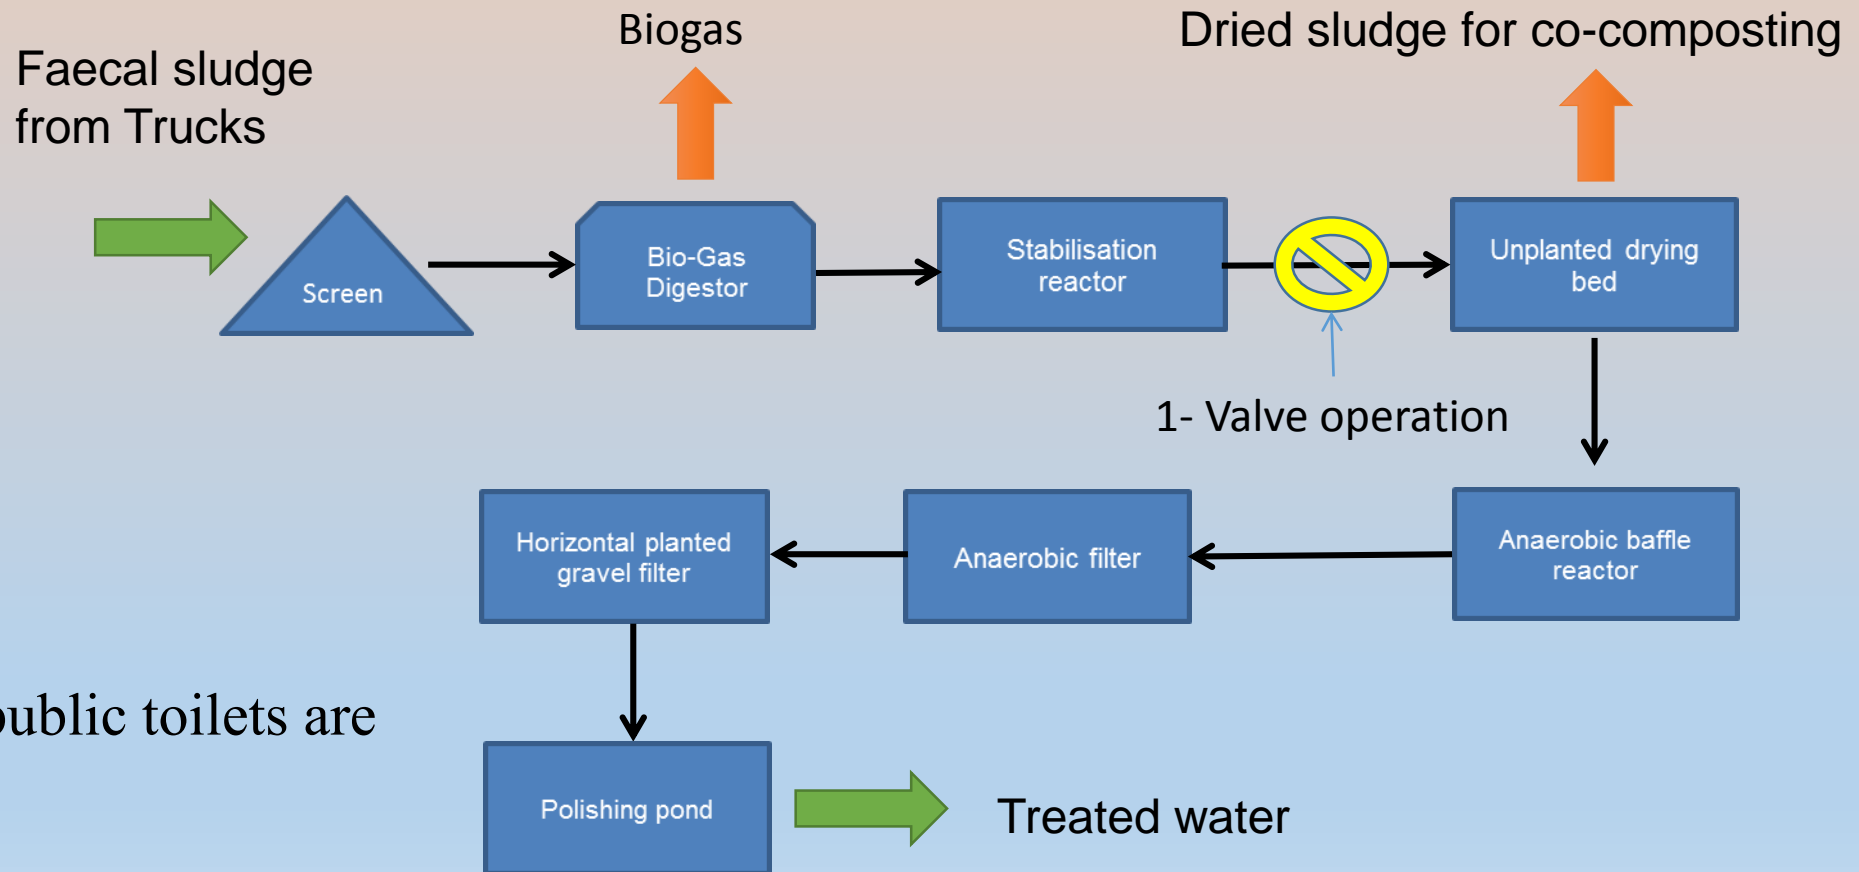 Biogas
Dried sludge for co-composting
Faecal sludge
from Trucks
Screen
Bio-Gas
Digestor
Stabilisation
reactor
Unplanted drying
bed
1- Valve operation
Horizontal planted
gravel filter
Anaerobic filter
Anaerobic baffle
reactor
public toilets are
Polishing pond
Treated water